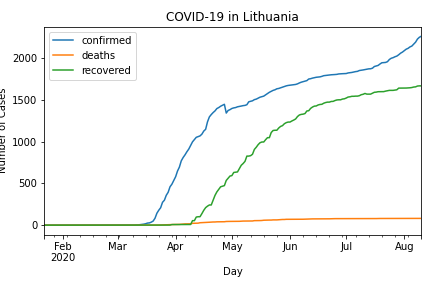 COVID-19 in Lithuania
confirmed
deaths
recovered
Number of Cases
2000
1500
1000
500
0
Feb
2020
Mar
Apr
May
Jun
Jul
Aug
Day